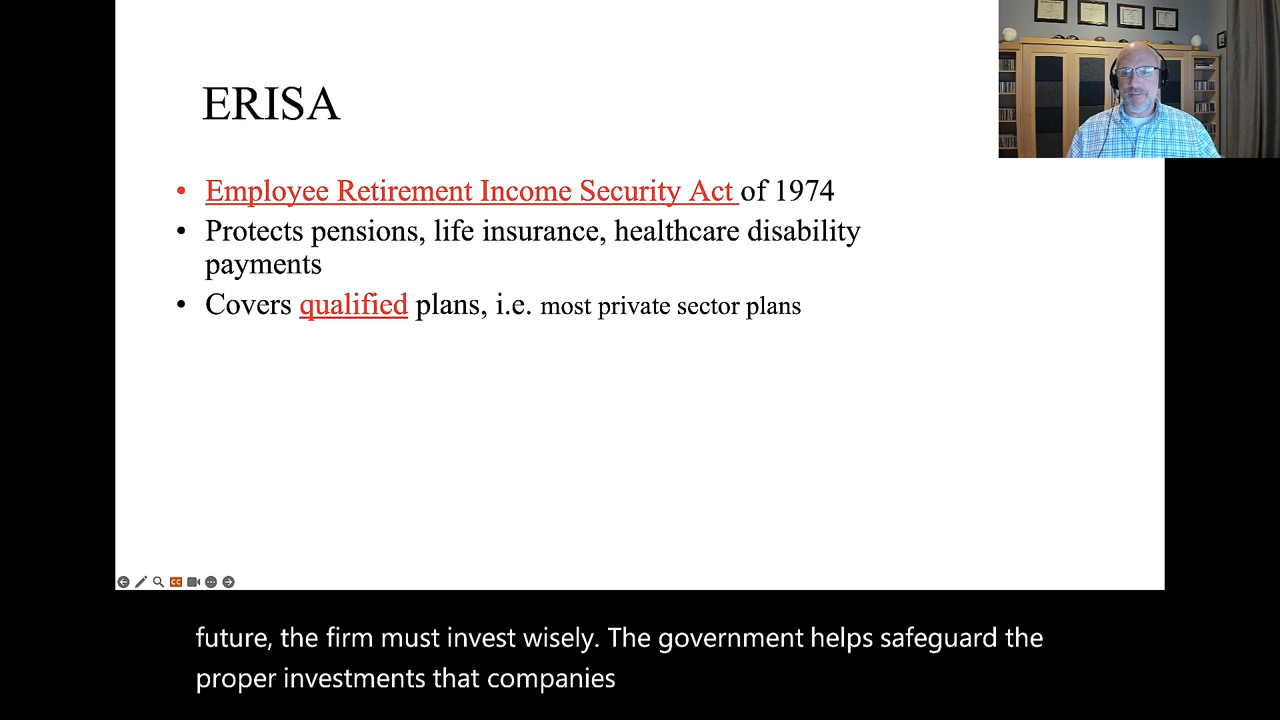 ERISA
• Employee Retirement Income Security Act of 1974
• Protects pensions, life insurance, healthcare disability
payments
• Covers qualified plans, i.e. most private sector plans
CC
future, the firm must invest wisely. The government helps safeguard the
proper investments that companies